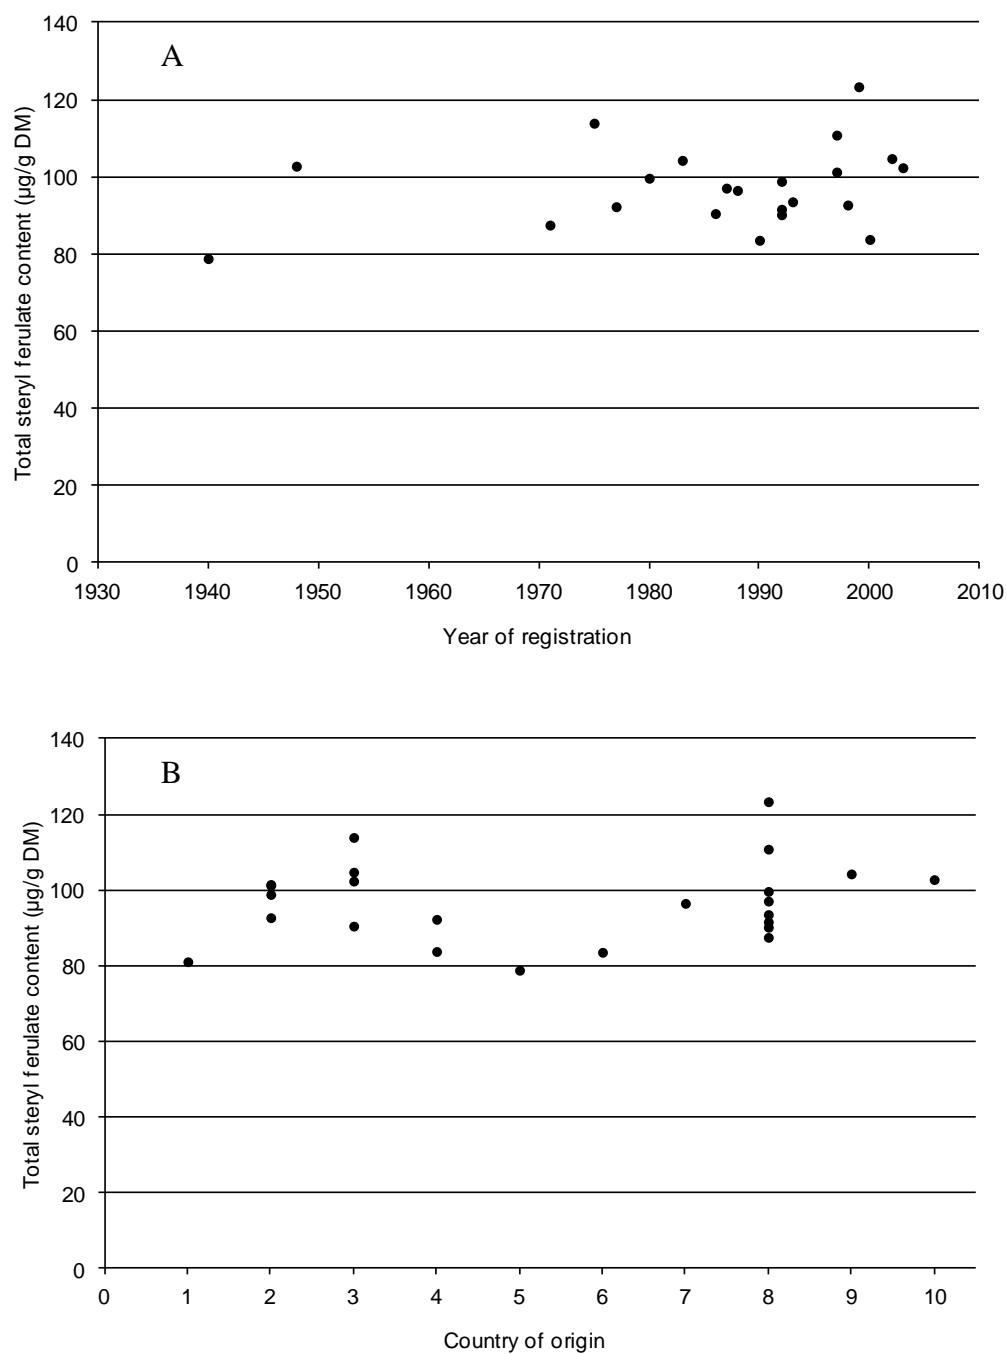 140
A
120
100
80
60
40
20
0
Total steryl ferulate content (µg/g DM)
1930 1940 1950 1960 1970 1980 1990 2000 2010
Year of registration
140
B
120
100
80
60
40
20
0
Total steryl ferulate content (µg/g DM)
0 1 2 3 4 5 6 7 8 9 10
Country of origin